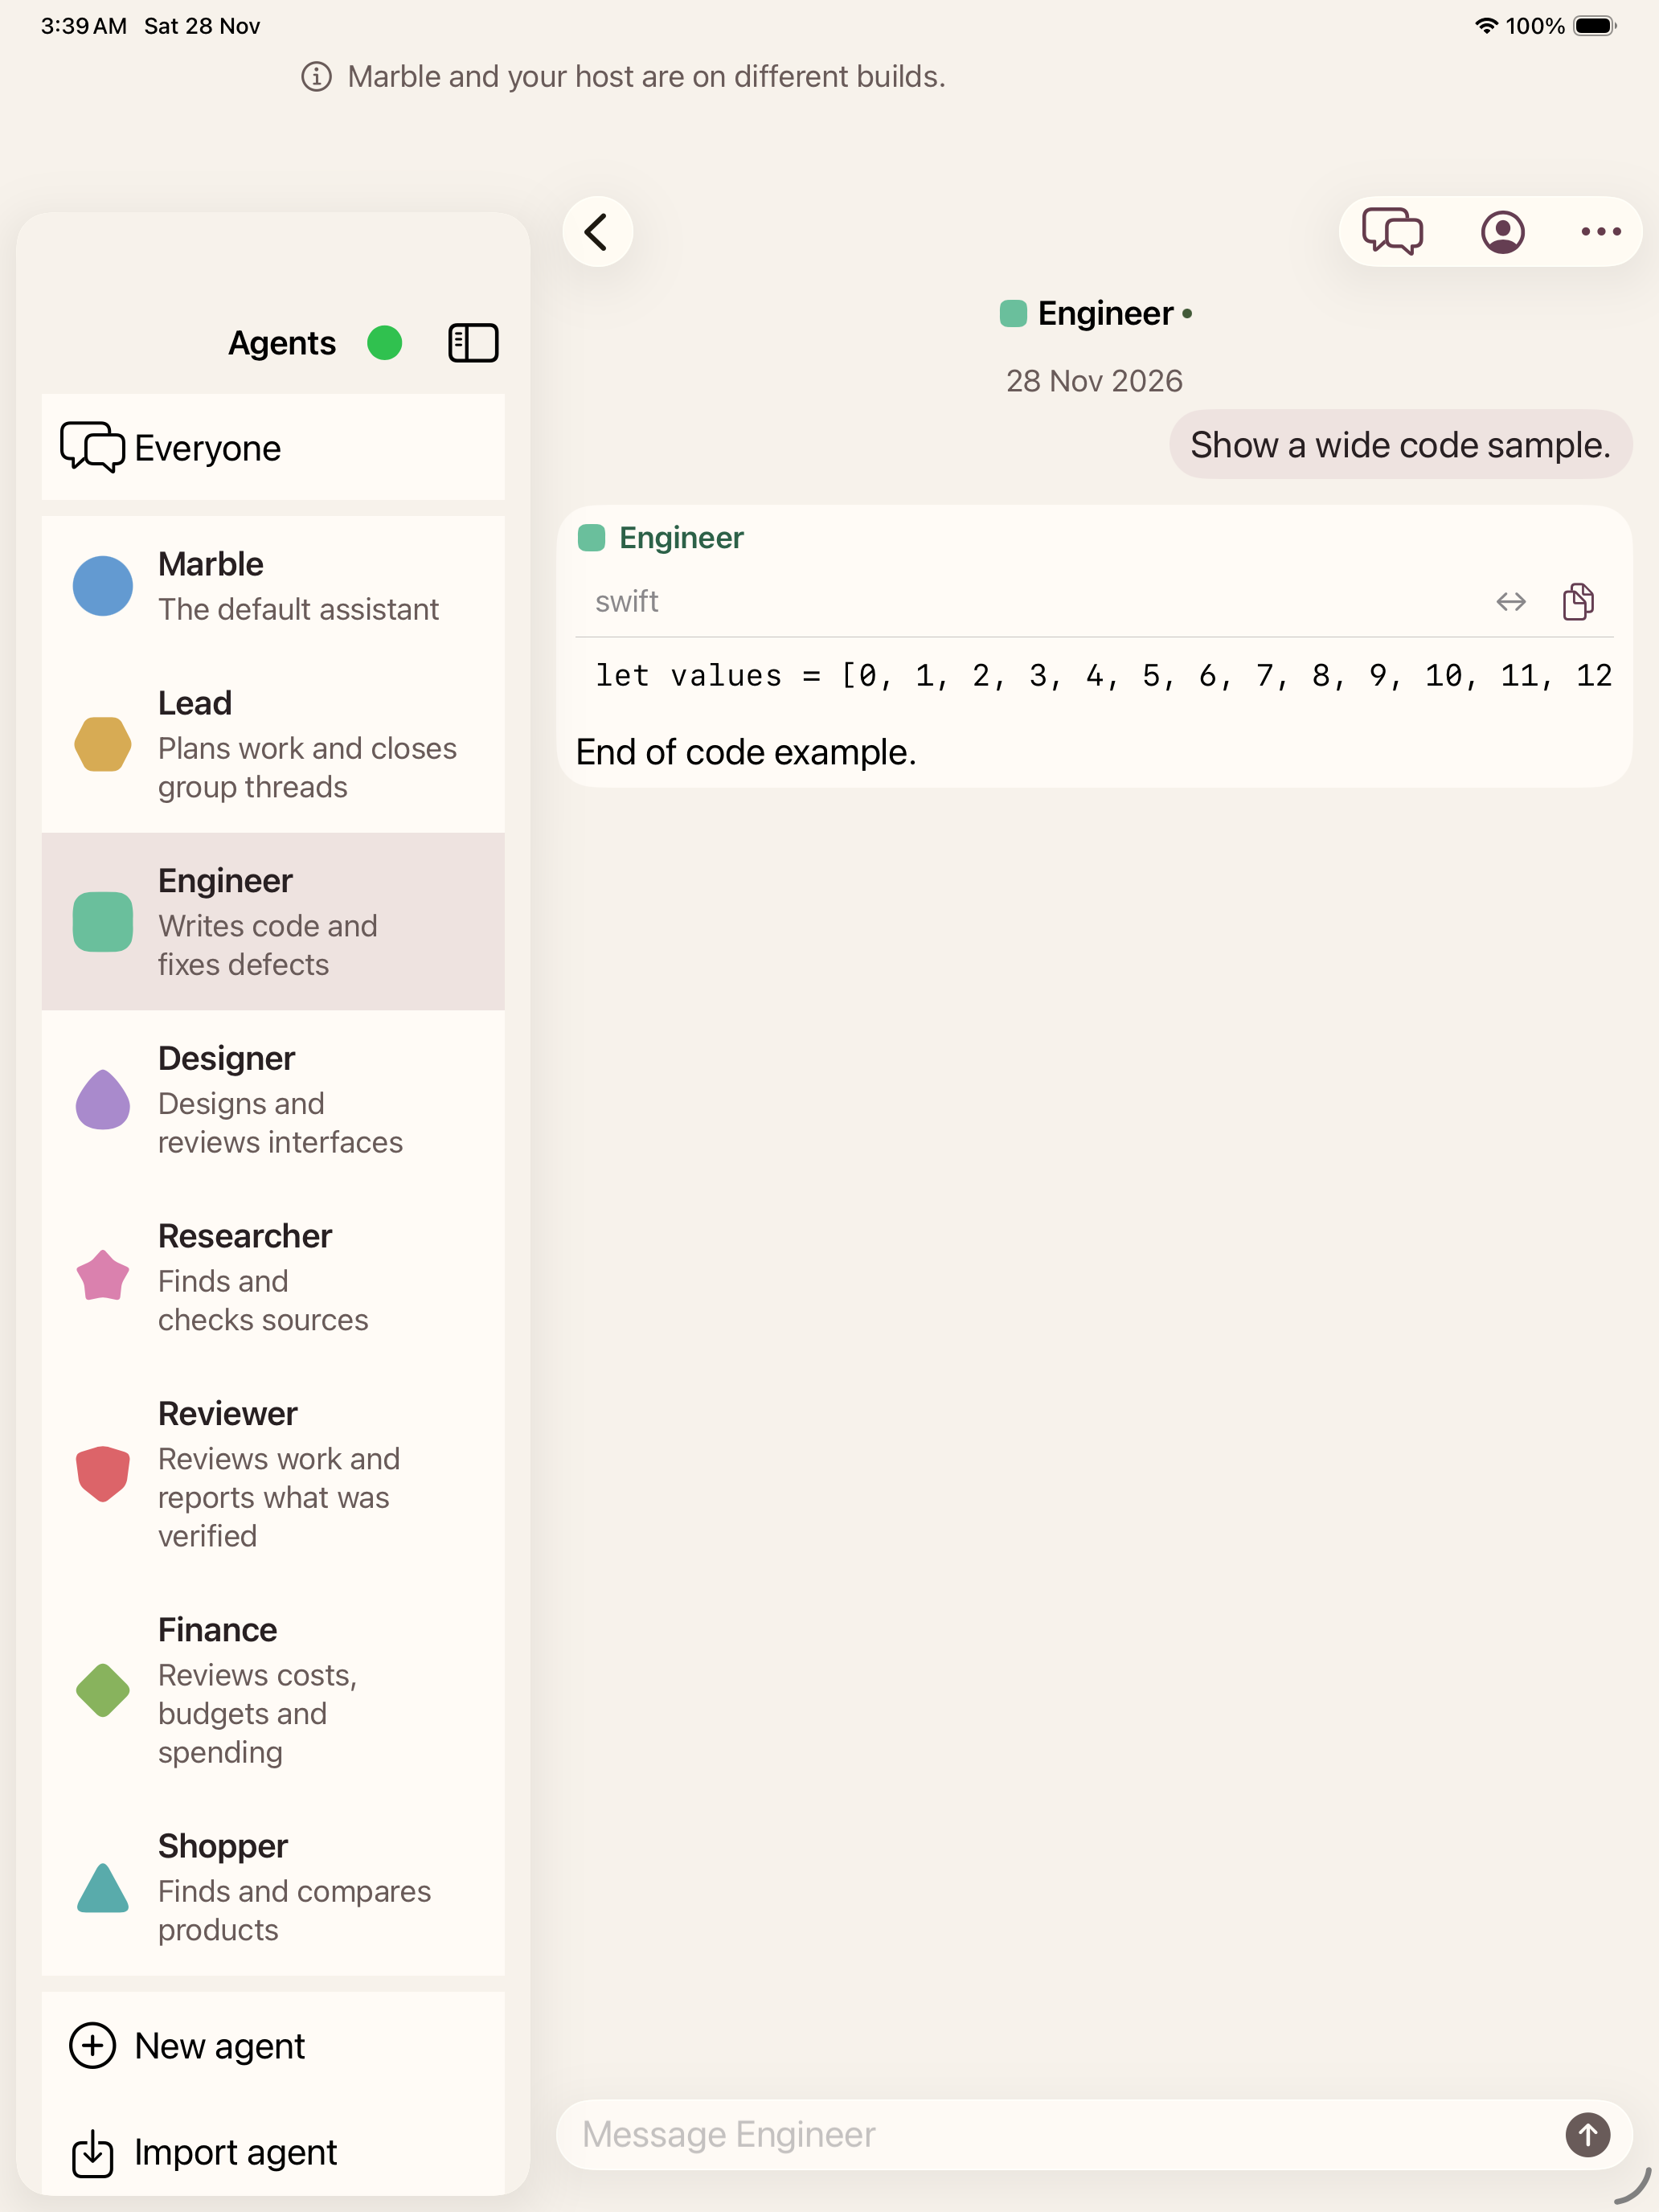 3:39 AM Sat 28 Nov
100%
Marble and your host are on different builds.
Agents
Everyone
Marble
The default assistant
Lead
Plans work and closes
group threads
Engineer
Writes code and
fixes defects
Designer
Designs and
reviews interfaces
Researcher
Finds and
checks sources
Reviewer
Reviews work and
reports what was
verified
Finance
Reviews costs,
budgets and
spending
Shopper
Finds and compares
products
New agent
Import agent
Engineer
28 Nov 2026
Show a wide code sample.
Engineer
swift
let values = [0, 1, 2, 3, 4, 5, 6, 7, 8, 9, 10, 11, 12
End of code example.
Message Engineer